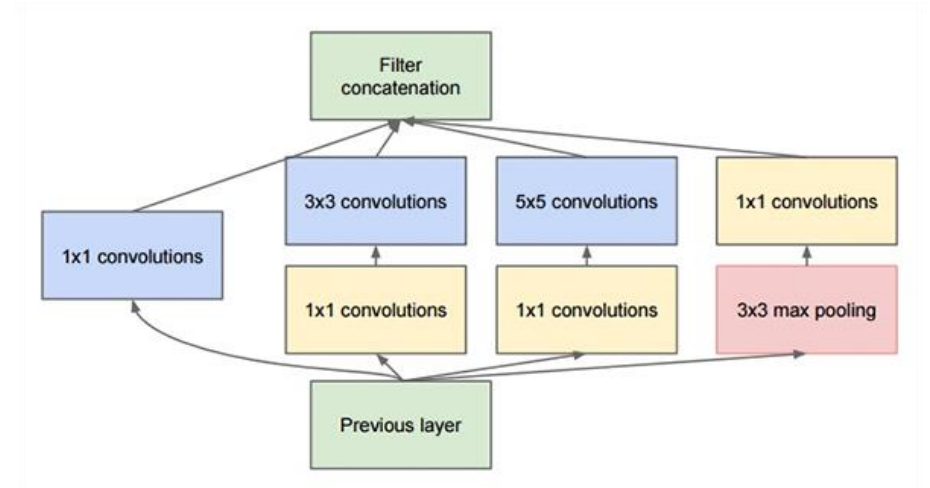 Filter
concatenation
3x3 convolutions
5x5 convolutions
1x1 convolutions
1x1 convolutions
1x1 convolutions
1x1 convolutions
3x3 max pooling
Previous layer